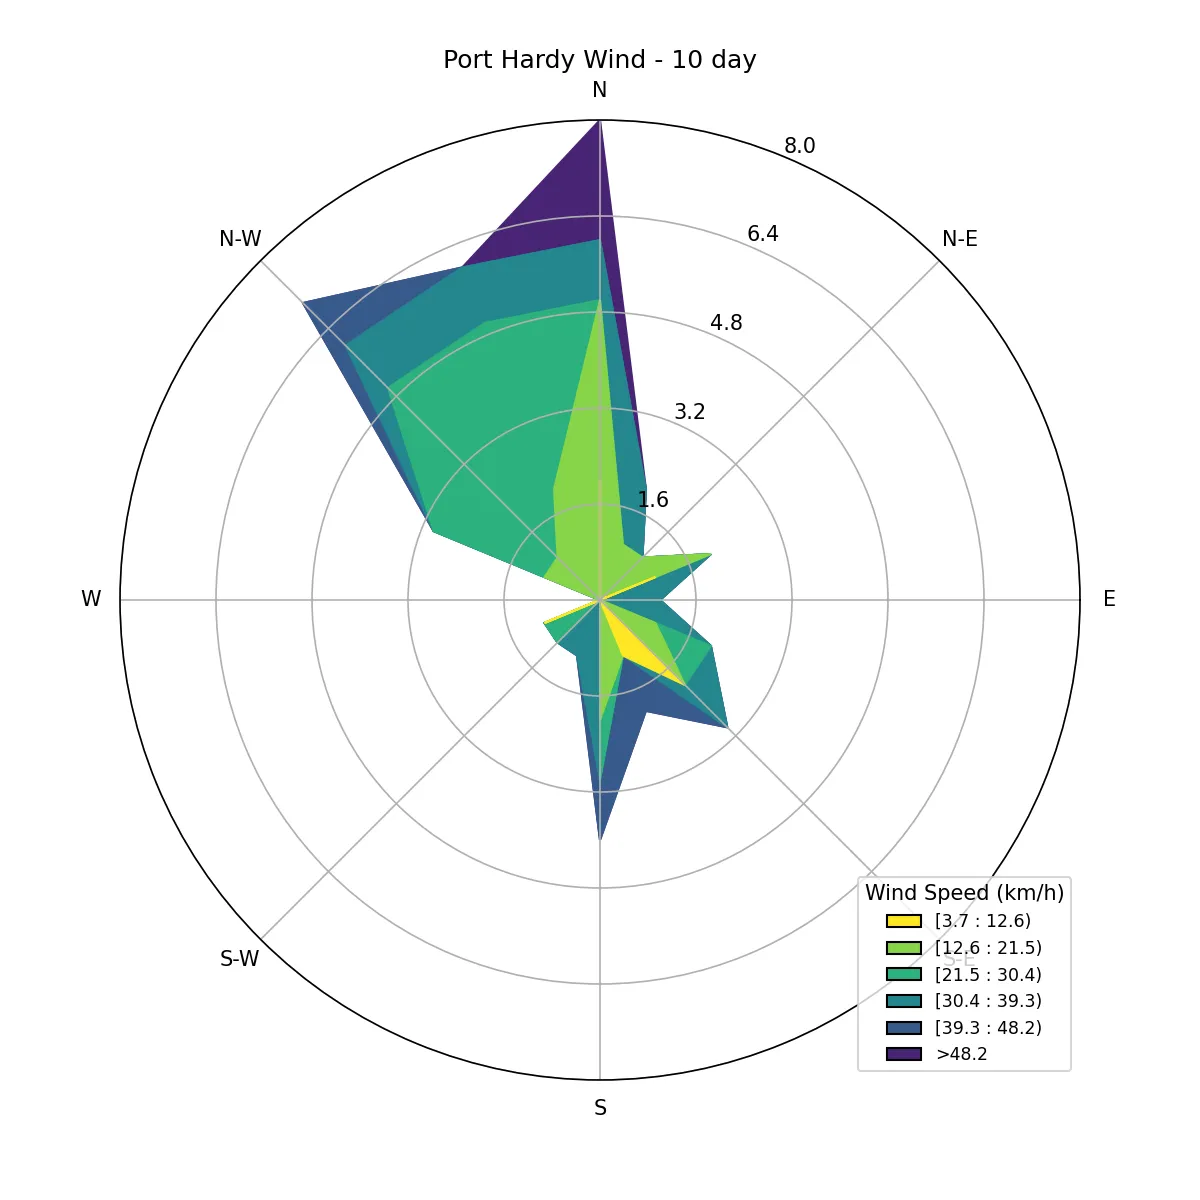 Port Hardy Wind - 10 day
N
8.0
N-W
6.4
N-E
4.8
3.2
1.6
W
E
Wind Speed (km/h)
[3.7 : 12.6)
[12.6 : 21.5)
S-W
S-E
[21.5 : 30.4)
[30.4 : 39.3)
[39.3 : 48.2)
>48.2
S